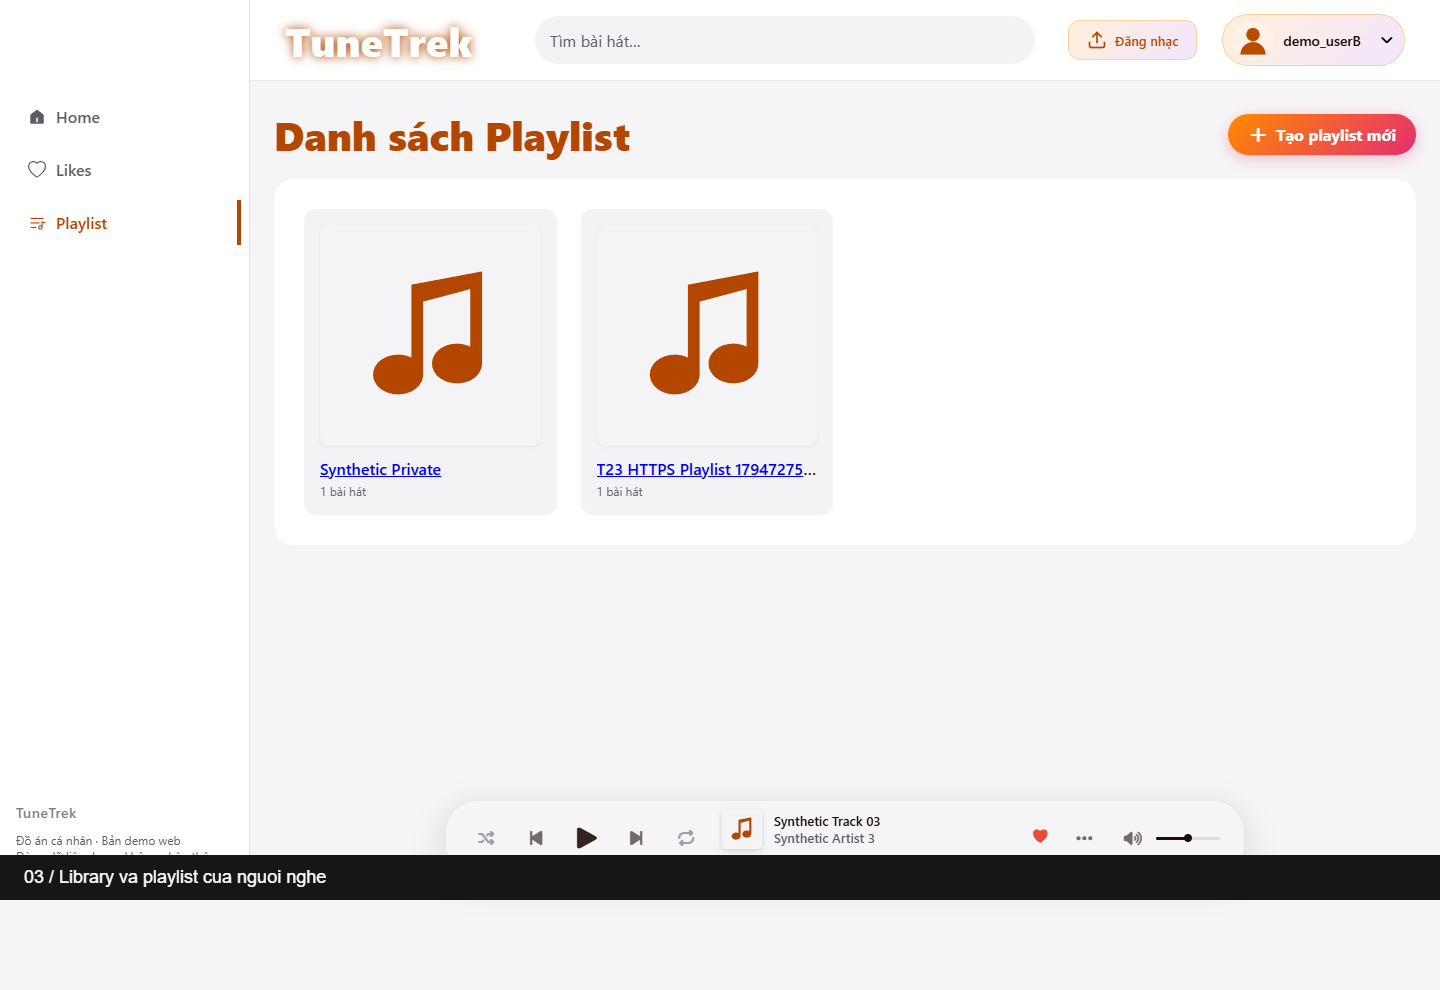 TuneTrek
Tìm bài hát...
Đăng nhạc
demo_userB
Home
Likes
Playlist
Danh sách Playlist
Tạo playlist mới
Synthetic Private
1 bài hát
T23 HTTPS Playlist 17947275...
1 bài hát
TuneTrek
Đồ án cá nhân · Bản demo web
Synthetic Track 03
Synthetic Artist 3
03 / Library va playlist cua nguoi nghe